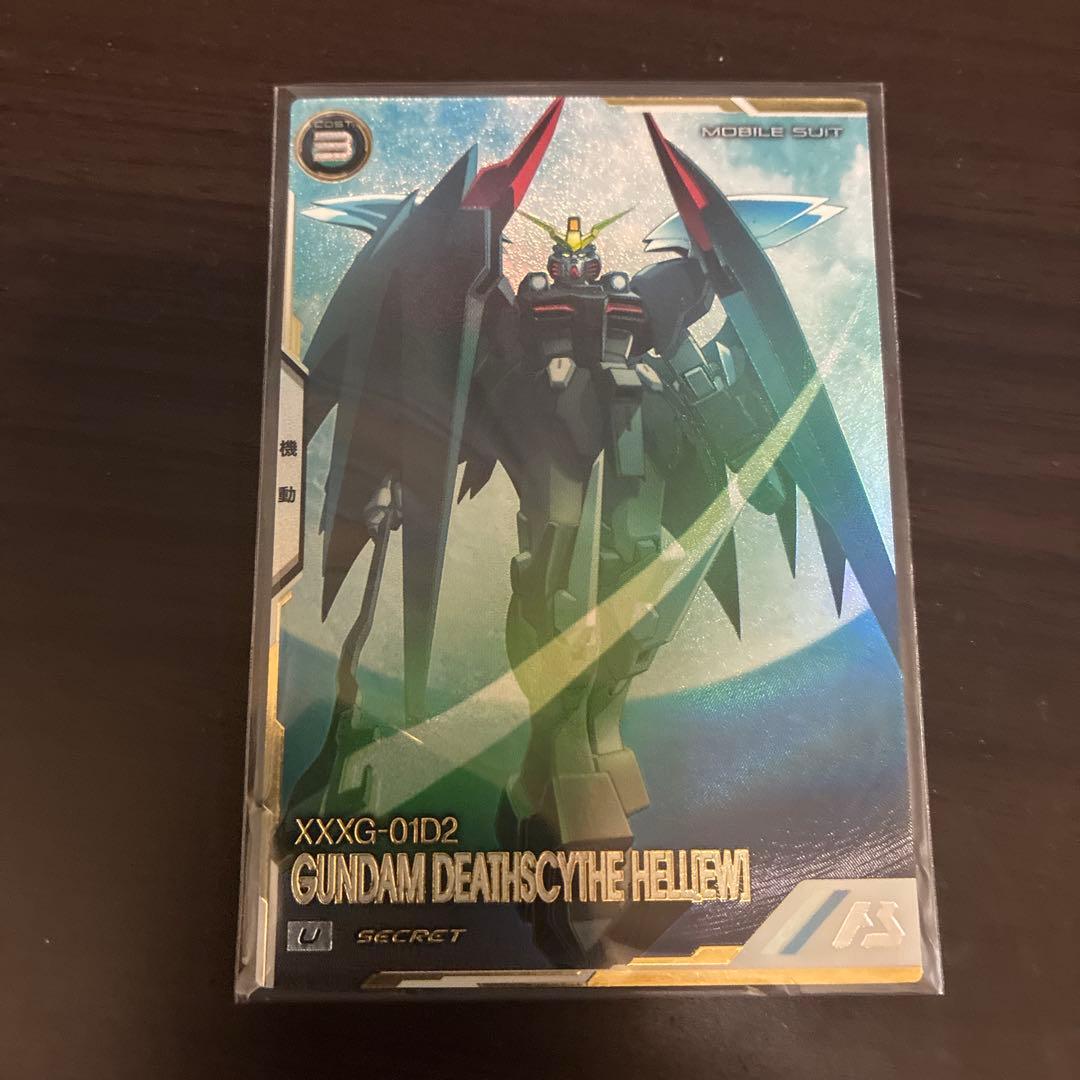 COST
3
MOBILE SUIT
機動
XXXG-01D2
GUNDAM DEATHSCYTHE HELL[EW]
U SECRET